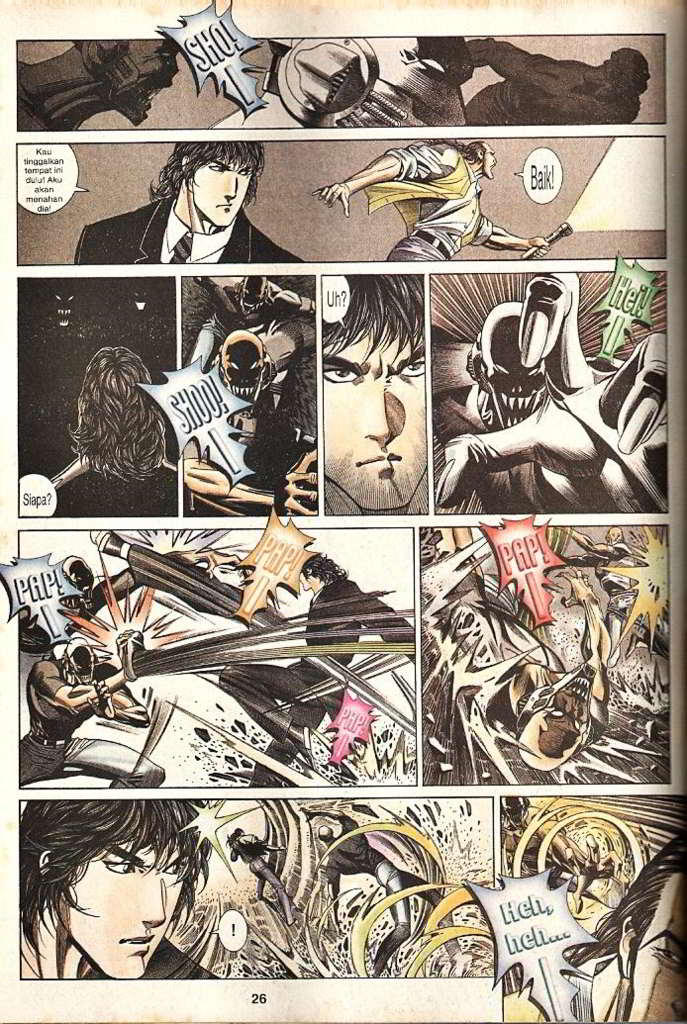 SHO!
!
Kau
tinggalkan
tempat ini
dulu! Aku
akan
menahan
dia!
Baik!
Siapa?
SHOO!
!
Uh?
Heh!
!
PAP!
!
PAP!
!
PAP!
!
PAP!
!
!
Heh,
heh...
!
26